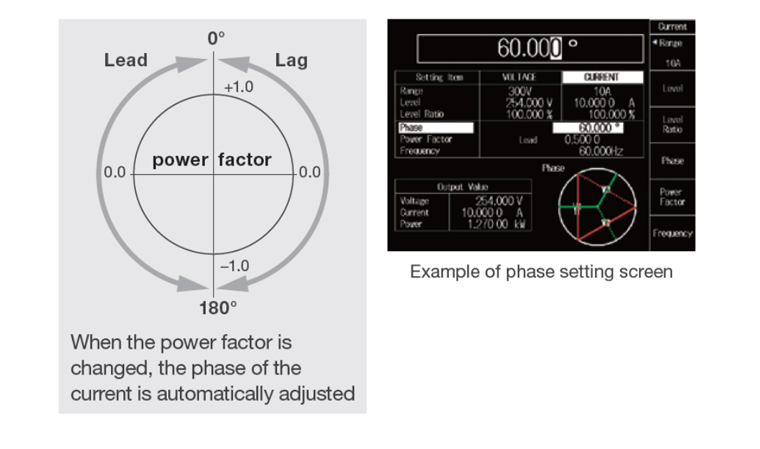 0°
Lead
Lag
+1.0
power factor
0.0
0.0
−1.0
180°
When the power factor is
changed, the phase of the
current is automatically adjusted
60.000 °
Setting Item VOLTAGE CURRENT
Range 300V 10A
Level 254.000 V 10.000 0 A
Level Ratio 100.000 % 100.000 %
Phase 60.000 °
Power Factor Lead 0.500 0
Frequency 60.000Hz
Phase
Output Value
Voltage 254.000 V
Current 10.000 0 A
Power 1.270 00 kW
Current
Range
10A
Level
Level
Ratio
Phase
Power
Factor
Frequency
Example of phase setting screen